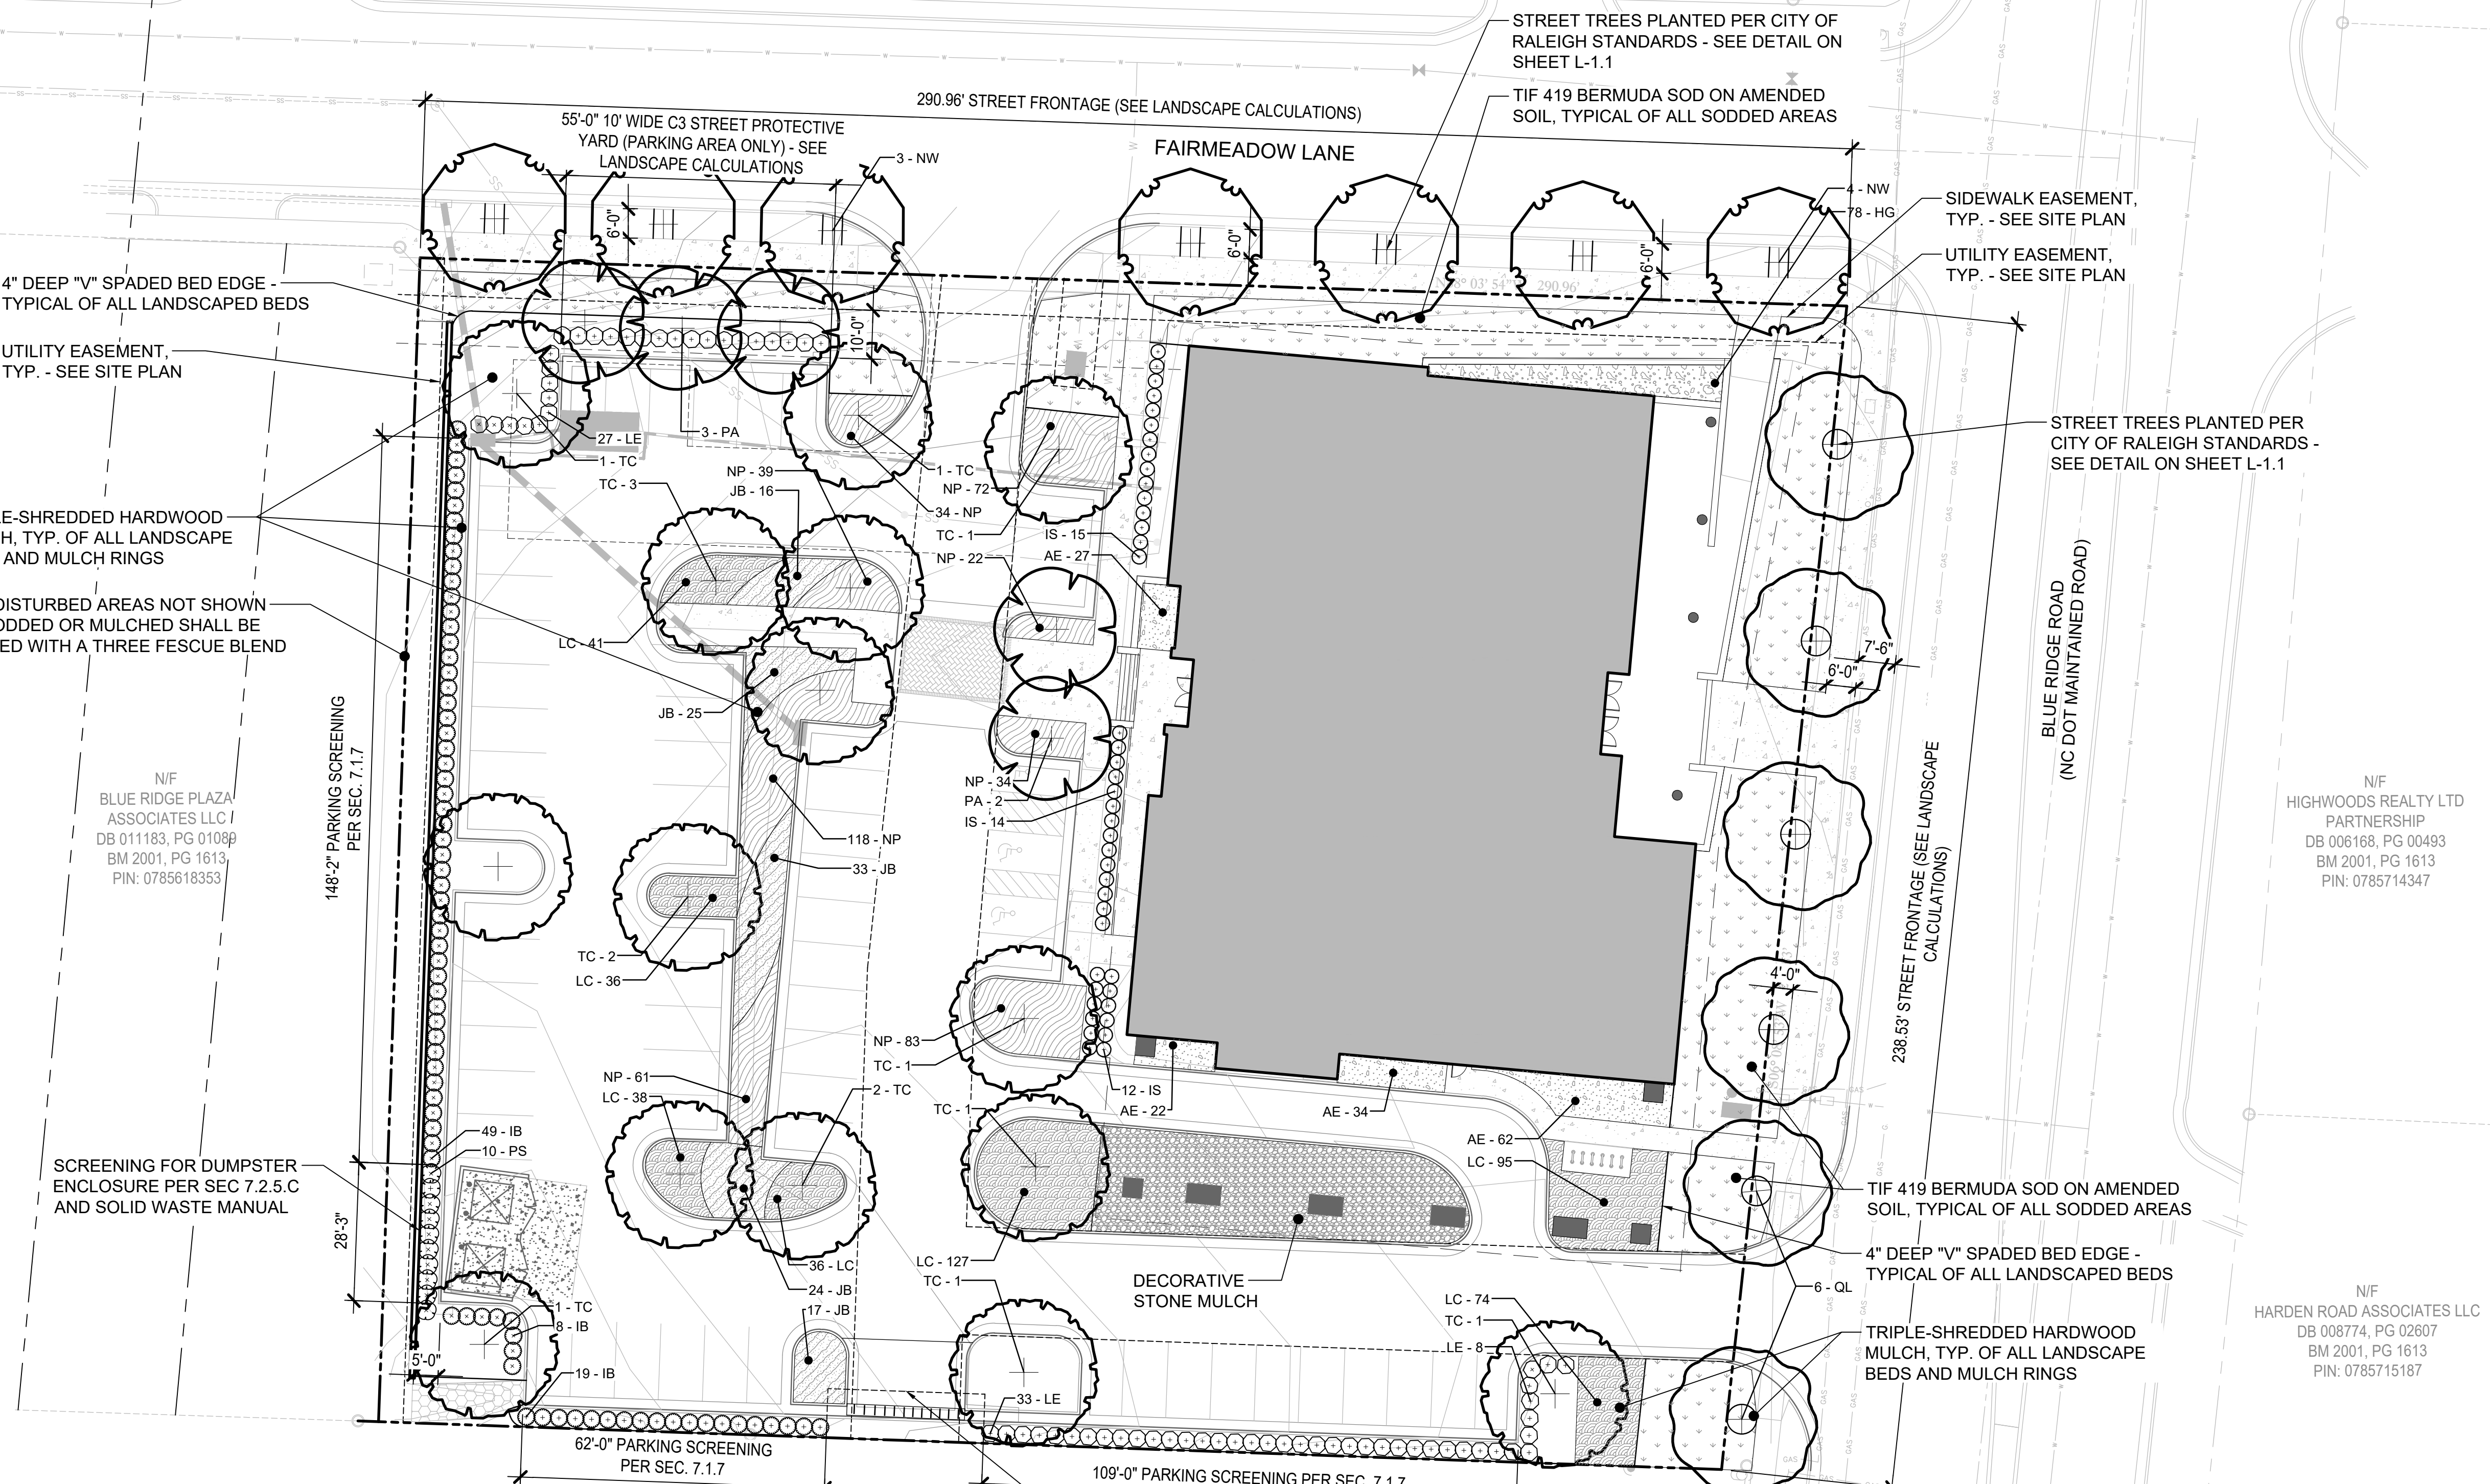 STREET TREES PLANTED PER CITY OF
RALEIGH STANDARDS - SEE DETAIL ON
SHEET L-1.1
290.96' STREET FRONTAGE (SEE LANDSCAPE CALCULATIONS)
TIF 419 BERMUDA SOD ON AMENDED
SOIL, TYPICAL OF ALL SODDED AREAS
55'-0" 10' WIDE C3 STREET PROTECTIVE
YARD (PARKING AREA ONLY) - SEE
LANDSCAPE CALCULATIONS
FAIRMEADOW LANE
3 - NW
4 - NW
78 - HG
SIDEWALK EASEMENT,
TYP. - SEE SITE PLAN
UTILITY EASEMENT,
TYP. - SEE SITE PLAN
6'-0"
6'-0"
6'-0"
290.96'
4" DEEP "V" SPADED BED EDGE -
TYPICAL OF ALL LANDSCAPED BEDS
UTILITY EASEMENT,
TYP. - SEE SITE PLAN
10'-0"
27 - LE
3 - PA
1 - TC
TC - 3
NP - 39
JB - 16
1 - TC
NP - 72
34 - NP
TC - 1
IS - 15
AE - 27
NP - 22
STREET TREES PLANTED PER
CITY OF RALEIGH STANDARDS -
SEE DETAIL ON SHEET L-1.1
E-SHREDDED HARDWOOD
H, TYP. OF ALL LANDSCAPE
AND MULCH RINGS
DISTURBED AREAS NOT SHOWN
ODDED OR MULCHED SHALL BE
ED WITH A THREE FESCUE BLEND
LC - 41
JB - 25
7'-6"
6'-0"
BLUE RIDGE ROAD
(NC DOT MAINTAINED ROAD)
148'-2" PARKING SCREENING
PER SEC. 7.1.7
N/F
BLUE RIDGE PLAZA
ASSOCIATES LLC
DB 011183, PG 01089
BM 2001, PG 1613
PIN: 0785618353
NP - 34
PA - 2
IS - 14
118 - NP
33 - JB
N/F
HIGHWOODS REALTY LTD
PARTNERSHIP
DB 006168, PG 00493
BM 2001, PG 1613
PIN: 0785714347
238.53' STREET FRONTAGE (SEE LANDSCAPE
CALCULATIONS)
TC - 2
LC - 36
4'-0"
NP - 83
TC - 1
NP - 61
LC - 38
2 - TC
12 - IS
AE - 22
TC - 1
AE - 34
AE - 62
LC - 95
49 - IB
10 - PS
SCREENING FOR DUMPSTER
ENCLOSURE PER SEC 7.2.5.C
AND SOLID WASTE MANUAL
28'-3"
TIF 419 BERMUDA SOD ON AMENDED
SOIL, TYPICAL OF ALL SODDED AREAS
4" DEEP "V" SPADED BED EDGE -
TYPICAL OF ALL LANDSCAPED BEDS
36 - LC
24 - JB
17 - JB
LC - 127
TC - 1
DECORATIVE
STONE MULCH
6 - QL
LC - 74
TC - 1
LE - 8
1 - TC
8 - IB
5'-0"
19 - IB
33 - LE
TRIPLE-SHREDDED HARDWOOD
MULCH, TYP. OF ALL LANDSCAPE
BEDS AND MULCH RINGS
N/F
HARDEN ROAD ASSOCIATES LLC
DB 008774, PG 02607
BM 2001, PG 1613
PIN: 0785715187
62'-0" PARKING SCREENING
PER SEC. 7.1.7
109'-0" PARKING SCREENING PER SEC. 7.1.7